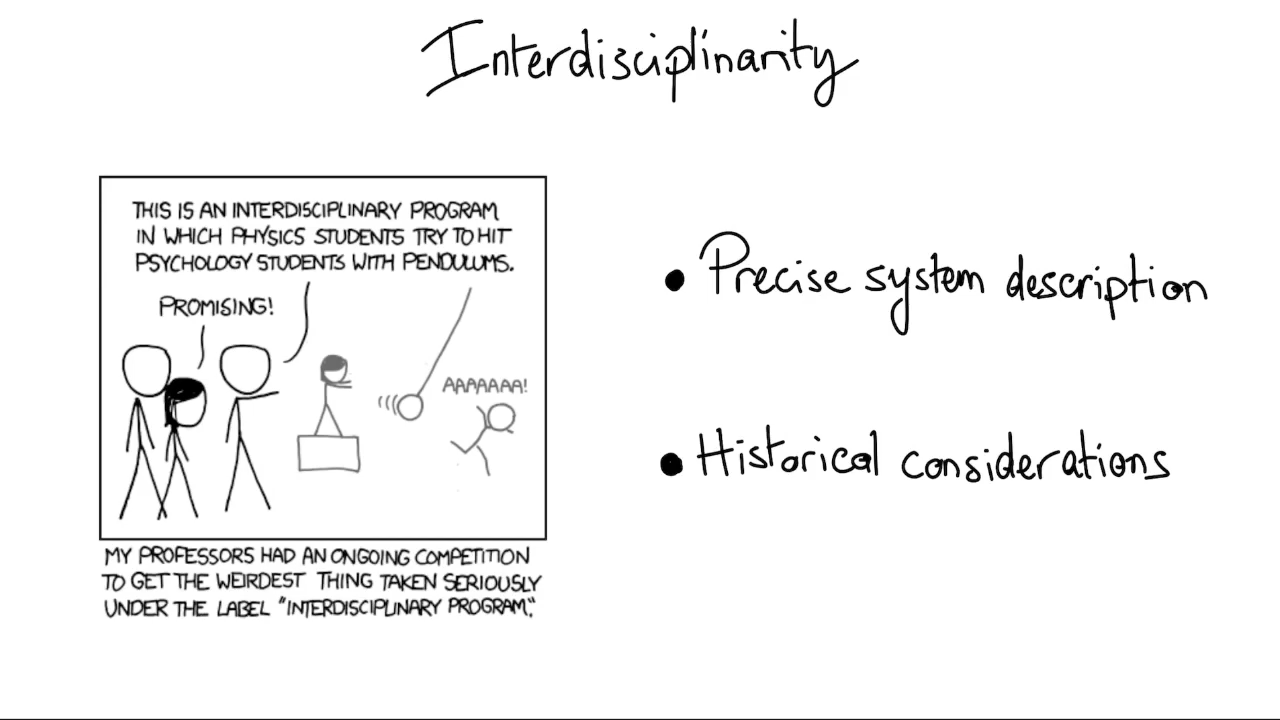 Interdisciplinarity
THIS IS AN INTERDISCIPLINARY PROGRAM
IN WHICH PHYSICS STUDENTS TRY TO HIT
PSYCHOLOGY STUDENTS WITH PENDULUMS.
PROMISING!
AAAAAAA!
MY PROFESSORS HAD AN ONGOING COMPETITION
TO GET THE WEIRDEST THING TAKEN SERIOUSLY
UNDER THE LABEL "INTERDISCIPLINARY PROGRAM."
• Precise system description
• Historical considerations